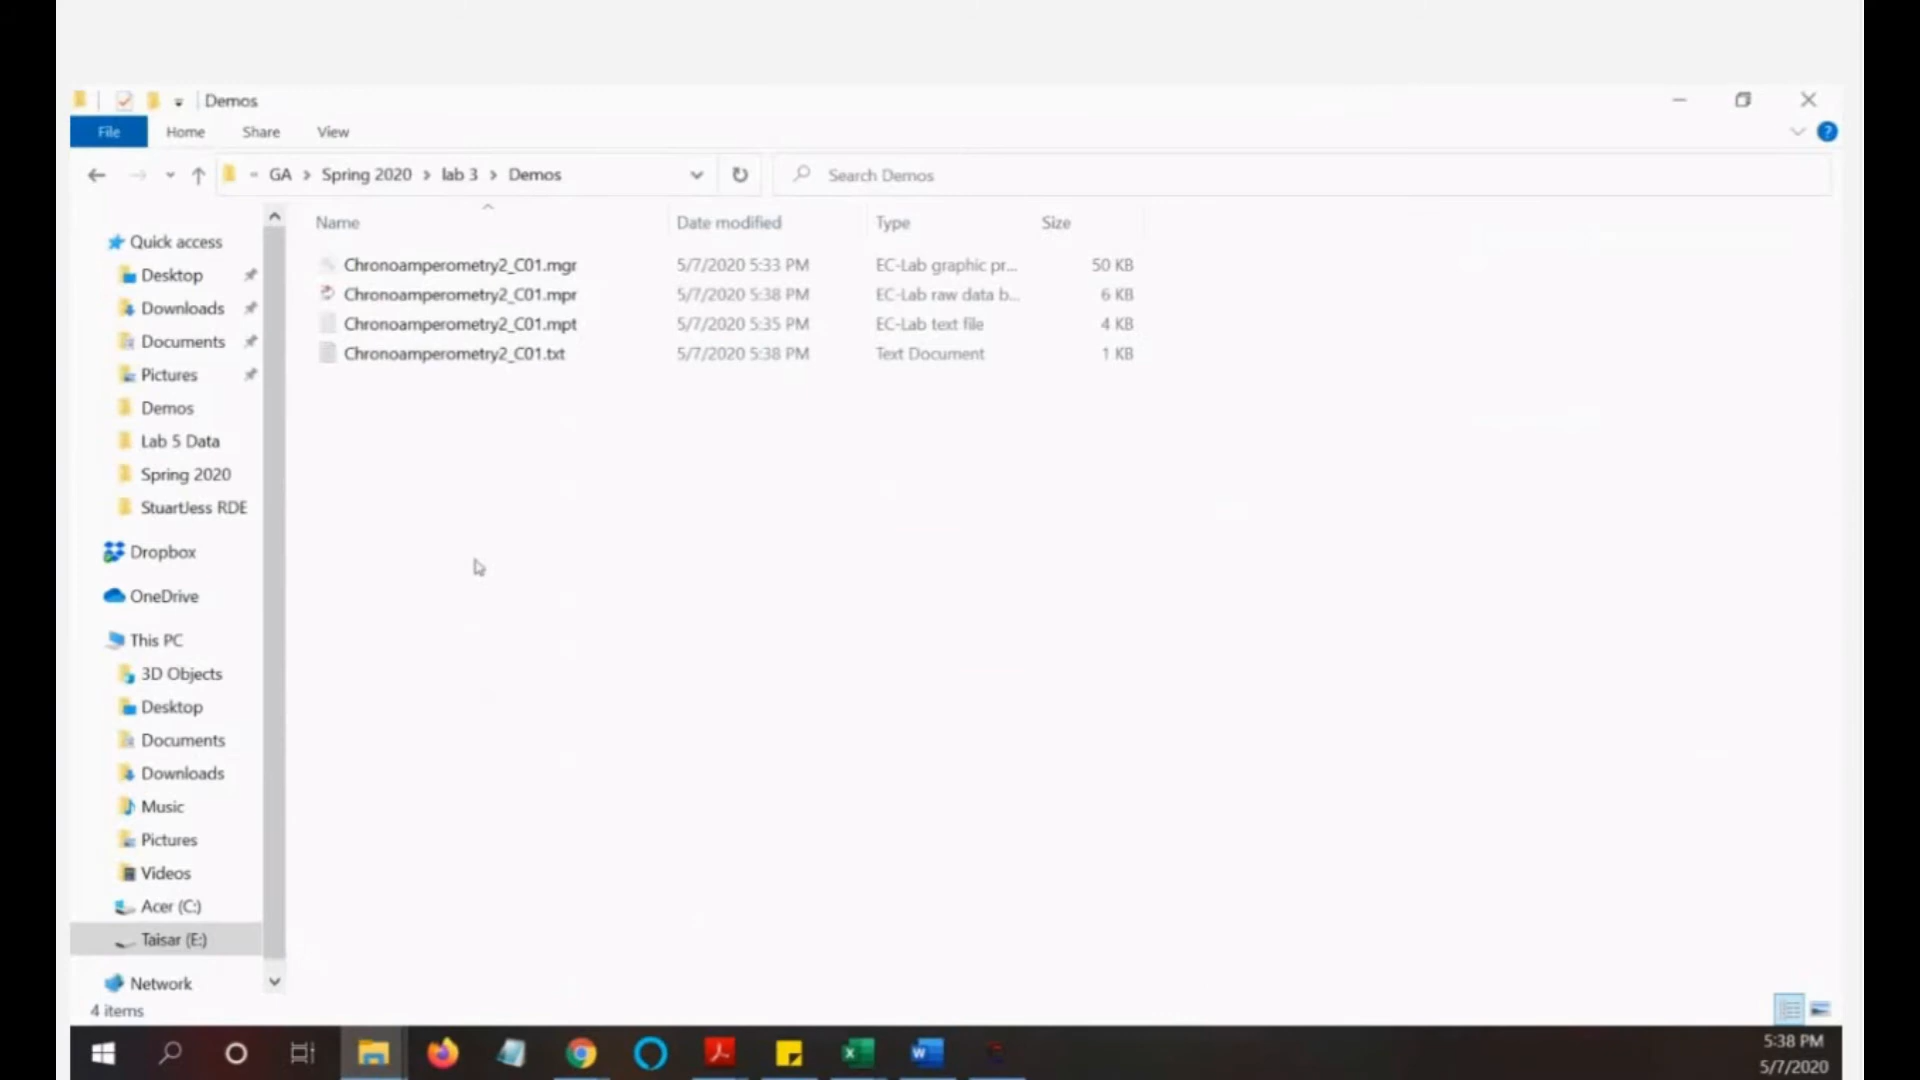 Demos
File Home Share View
« GA > Spring 2020 > lab 3 > Demos Search Demos
Name Date modified Type Size
Chronoamperometry2_C01.mgr 5/7/2020 5:33 PM EC-Lab graphic pr... 50 KB
Chronoamperometry2_C01.mpr 5/7/2020 5:38 PM EC-Lab raw data b... 6 KB
Chronoamperometry2_C01.mpt 5/7/2020 5:35 PM EC-Lab text file 4 KB
Chronoamperometry2_C01.txt 5/7/2020 5:38 PM Text Document 1 KB
Quick access
Desktop
Downloads
Documents
Pictures
Demos
Lab 5 Data
Spring 2020
StuartJess RDE
Dropbox
OneDrive
This PC
3D Objects
Desktop
Documents
Downloads
Music
Pictures
Videos
Acer (C:)
Taisar (E:)
Network
4 items
5:38 PM
5/7/2020